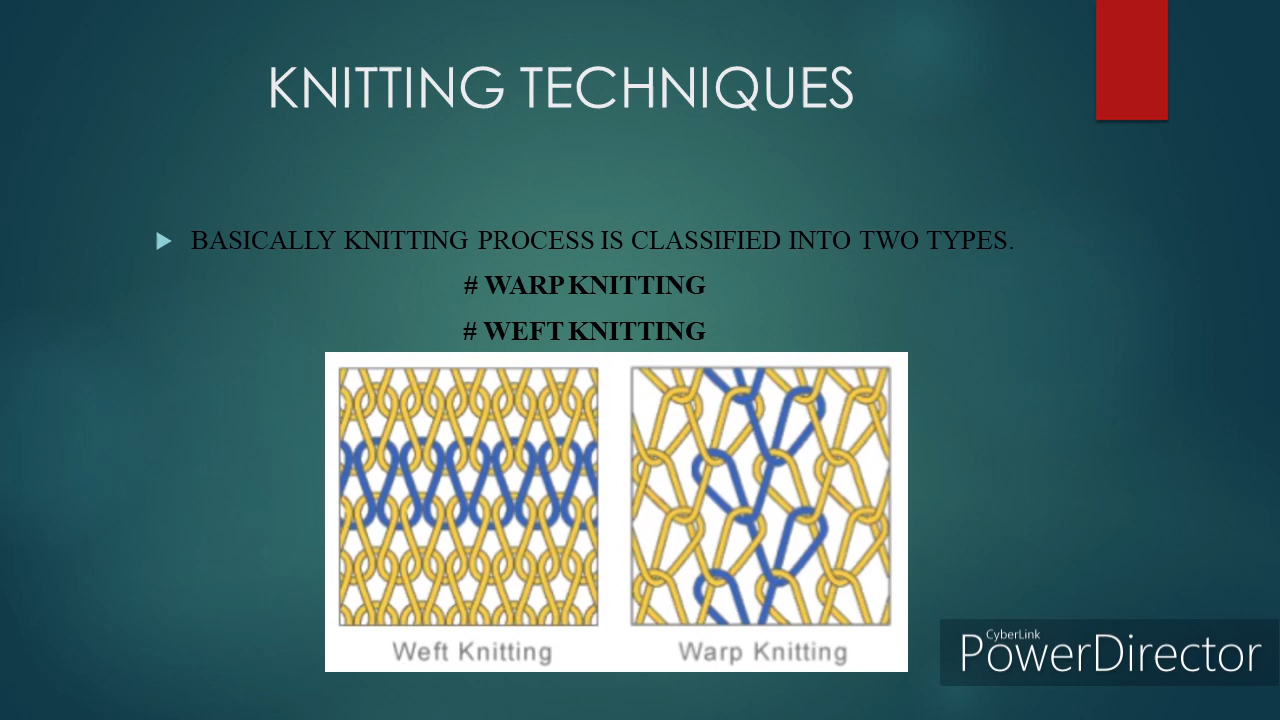 KNITTING TECHNIQUES
BASICALLY KNITTING PROCESS IS CLASSIFIED INTO TWO TYPES.
# WARP KNITTING
# WEFT KNITTING
Weft Knitting
Warp Knitting
CyberLink
PowerDirector